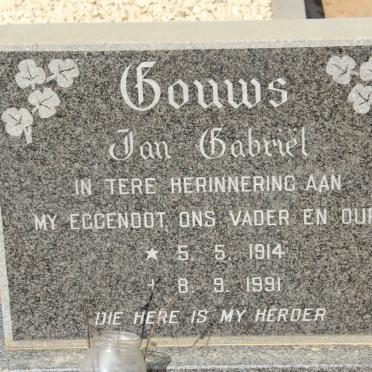 Gouws
Jan Gabriël
IN TERE HERINNERING AAN
MY EGGENOOT, ONS VADER EN OUP
★ 5. 5. 1914
† 8. 9. 1991
DIE HERE IS MY HERDER